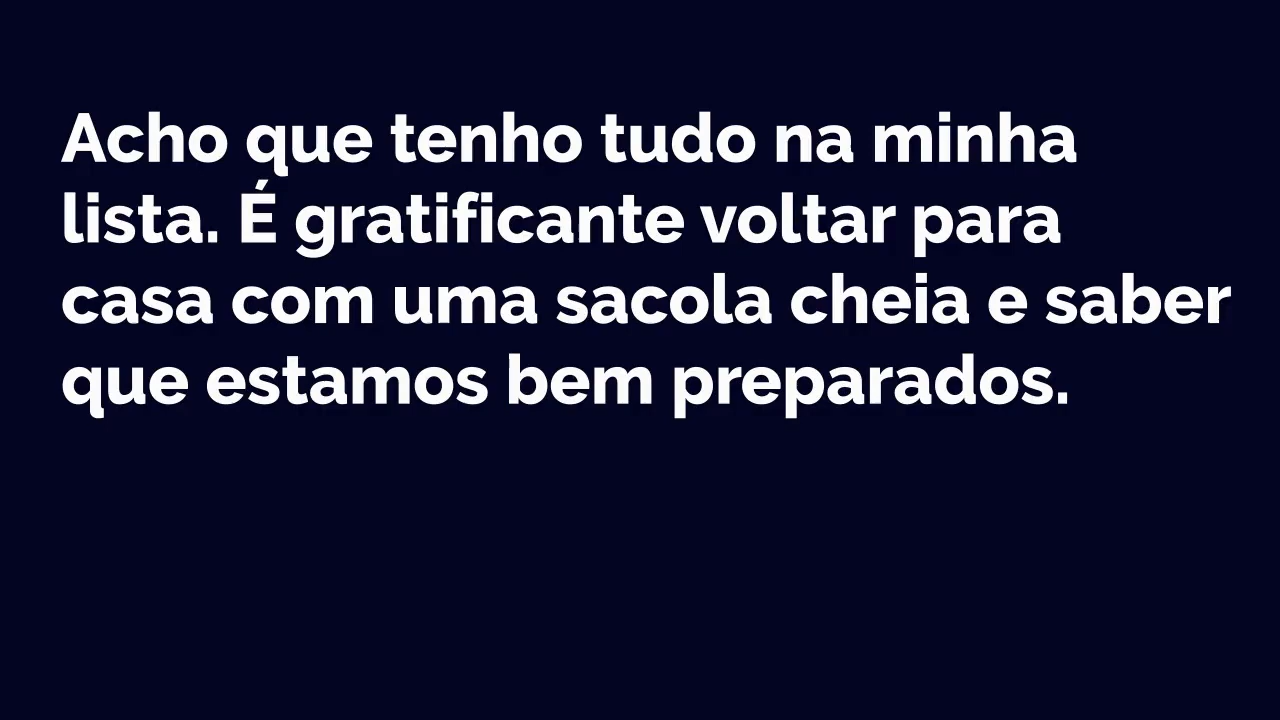 Acho que tenho tudo na minha
lista. É gratificante voltar para
casa com uma sacola cheia e saber
que estamos bem preparados.